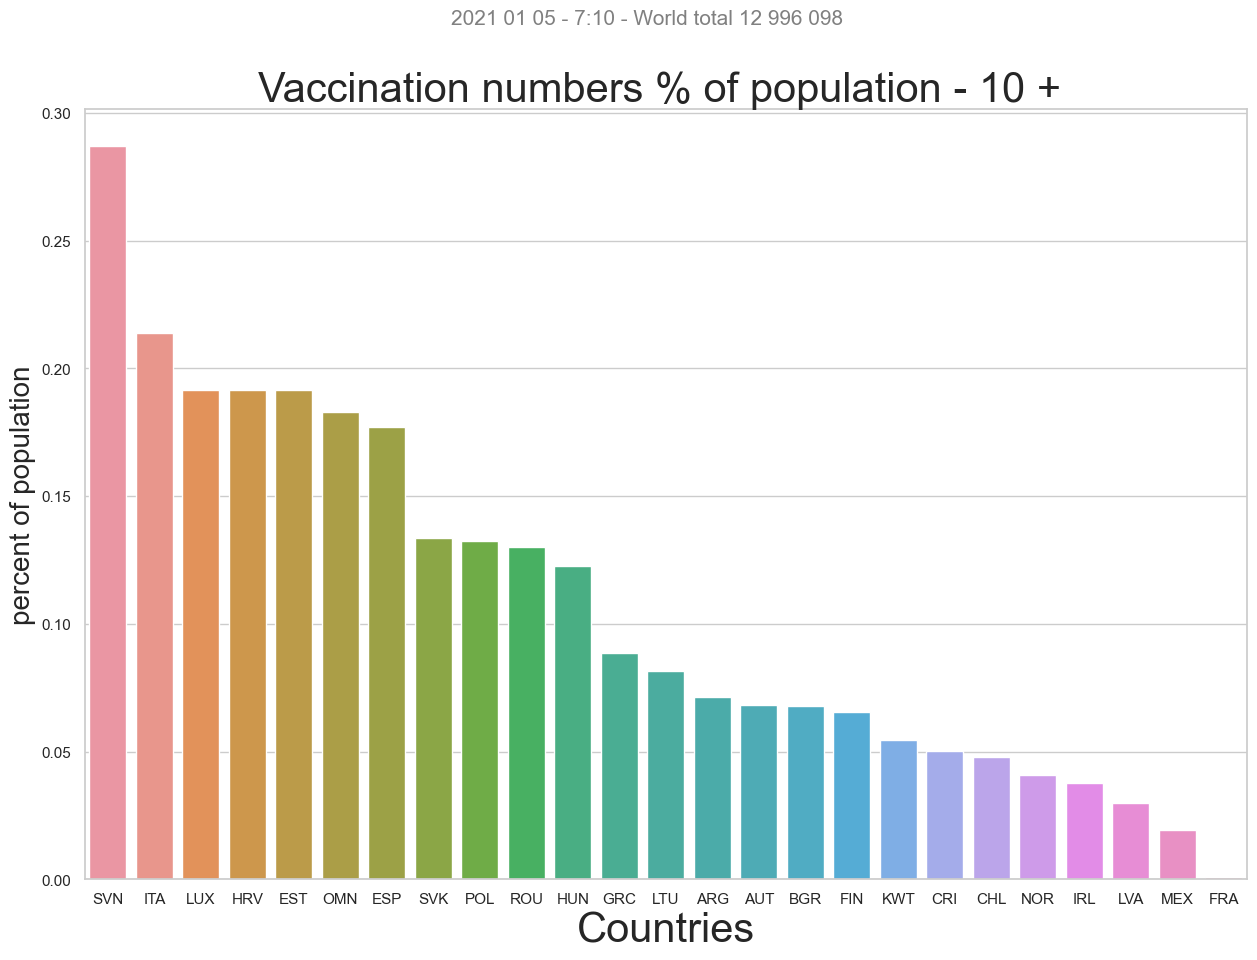 2021 01 05 - 7:10 - World total 12 996 098
Vaccination numbers % of population - 10 +
0.30
0.25
0.20
0.15
0.10
0.05
0.00
percent of population
SVN ITA LUX HRV EST OMN ESP SVK POL ROU HUN GRC LTU ARG AUT BGR FIN KWT CRI CHL NOR IRL LVA MEX FRA
Countries